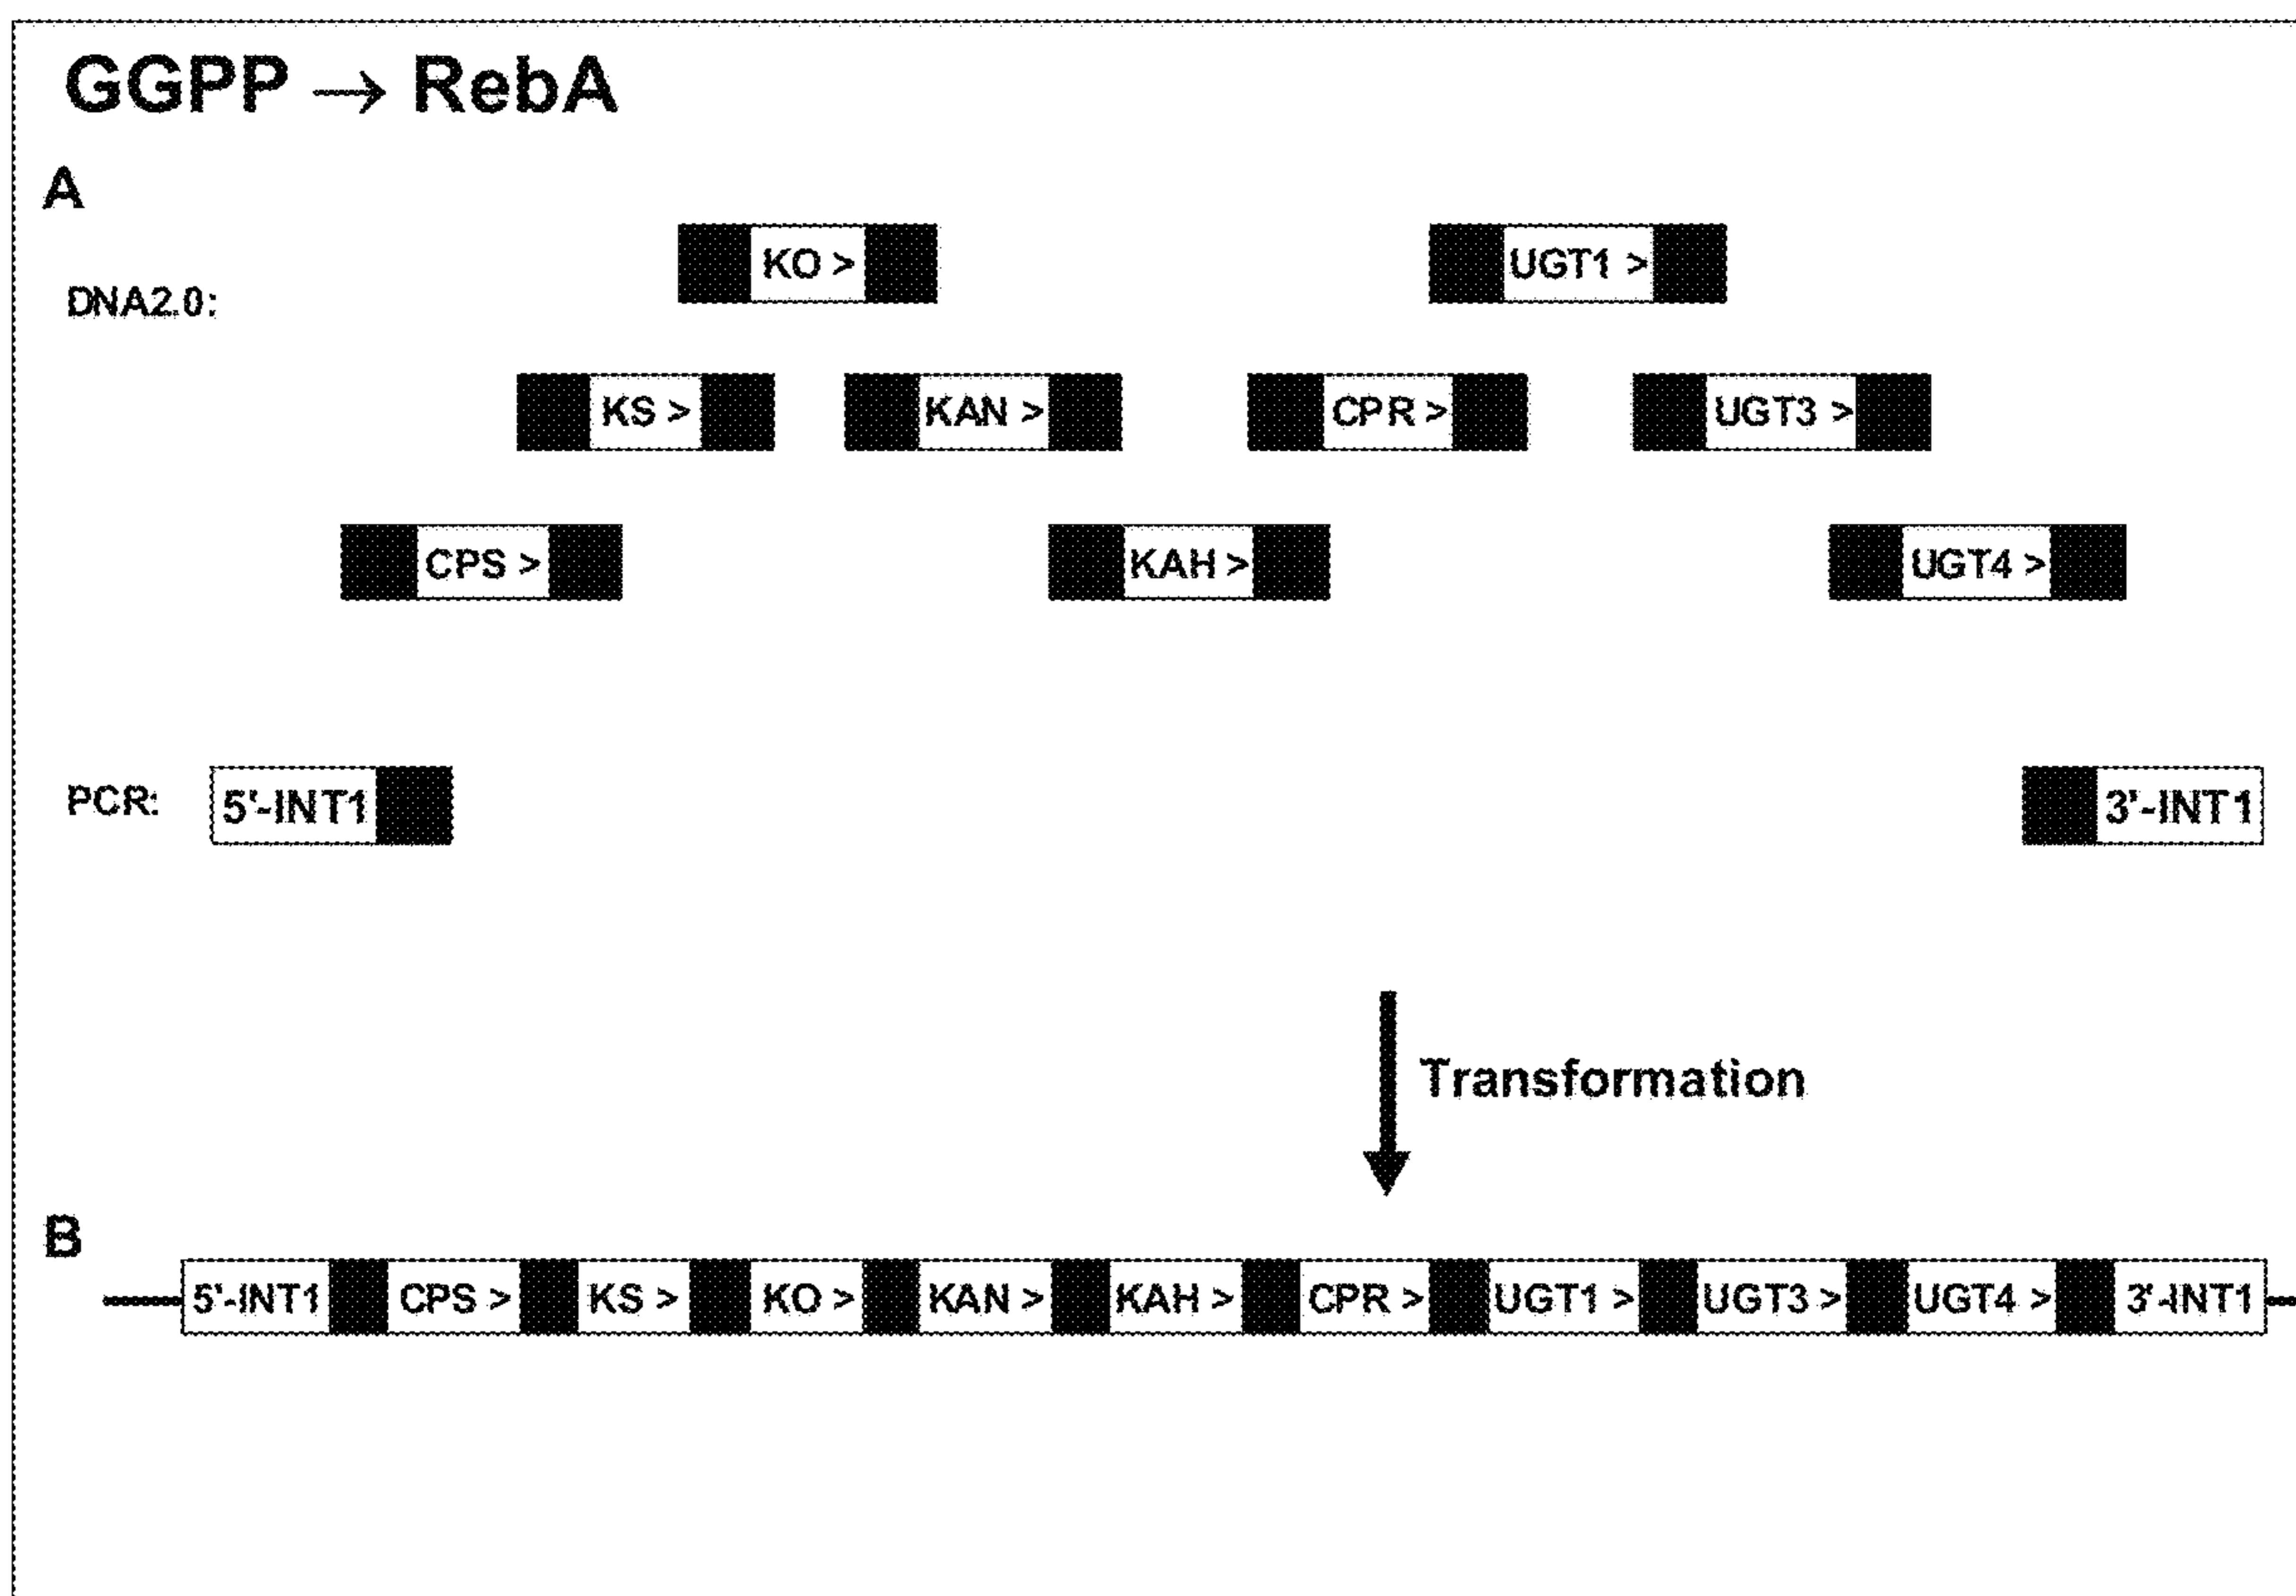 GGPP → RebA
A
KO > UGT1 >
DNA2.0:
KS > KAN > CPR > UGT3 >
CPS > KAH > UGT4 >
PCR: 5'-INT1 3'-INT1
Transformation
B
5'-INT1 CPS > KS > KO > KAN > KAH > CPR > UGT1 > UGT3 > UGT4 > 3'-INT1